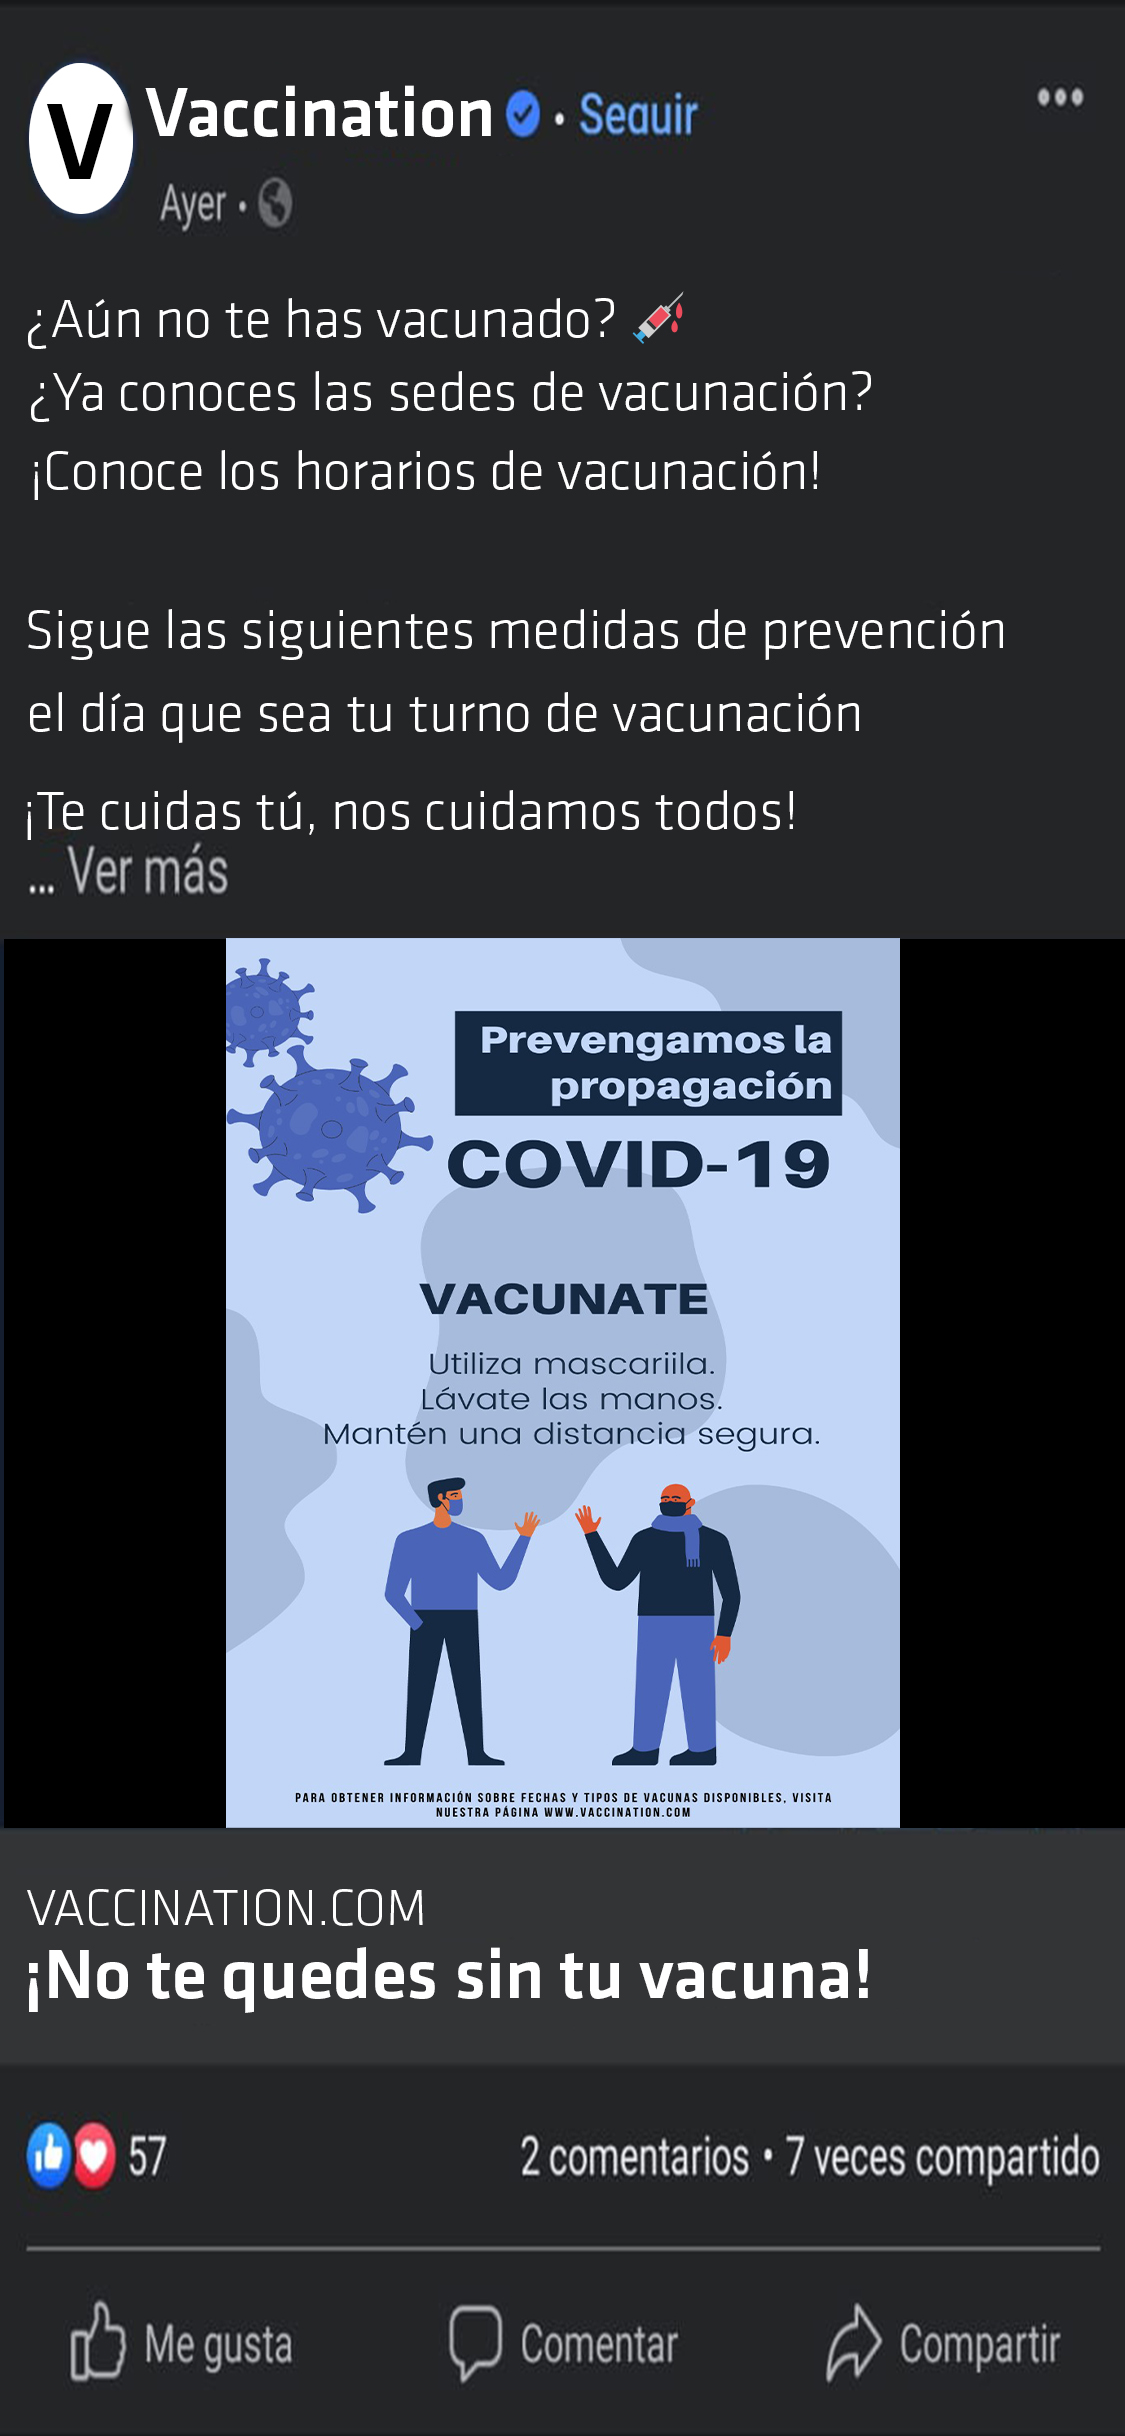 V
Vaccination • Seguir
Ayer •
¿Aún no te has vacunado?
¿Ya conoces las sedes de vacunación?
¡Conoce los horarios de vacunación!
Sigue las siguientes medidas de prevención
el día que sea tu turno de vacunación
¡Te cuidas tú, nos cuidamos todos!
... Ver más
Prevengamos la
propagación
COVID-19
VACUNATE
Utiliza mascariila.
Lávate las manos.
Mantén una distancia segura.
PARA OBTENER INFORMACIÓN SOBRE FECHAS Y TIPOS DE VACUNAS DISPONIBLES, VISITA
NUESTRA PÁGINA WWW.VACCINATION.COM
VACCINATION.COM
¡No te quedes sin tu vacuna!
57 2 comentarios • 7 veces compartido
Me gusta Comentar Compartir